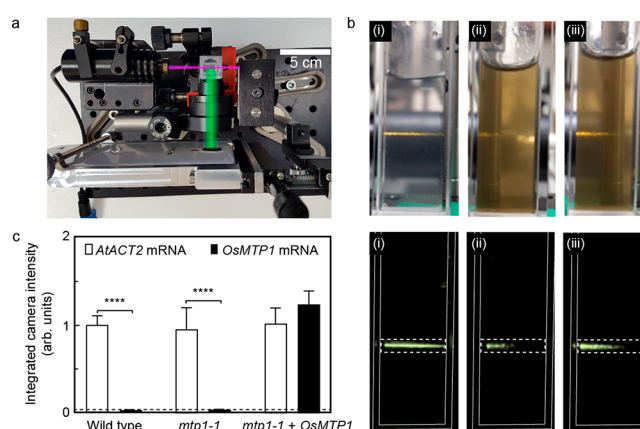 a
5 cm
b
(i)
(ii)
(iii)
c
2
1
0
Integrated camera intensity
(arb. units)
AtACT2 mRNA
OsMTP1 mRNA
****
****
Wild type
mtp1-1
mtp1-1 + OsMTP1
(i)
(ii)
(iii)